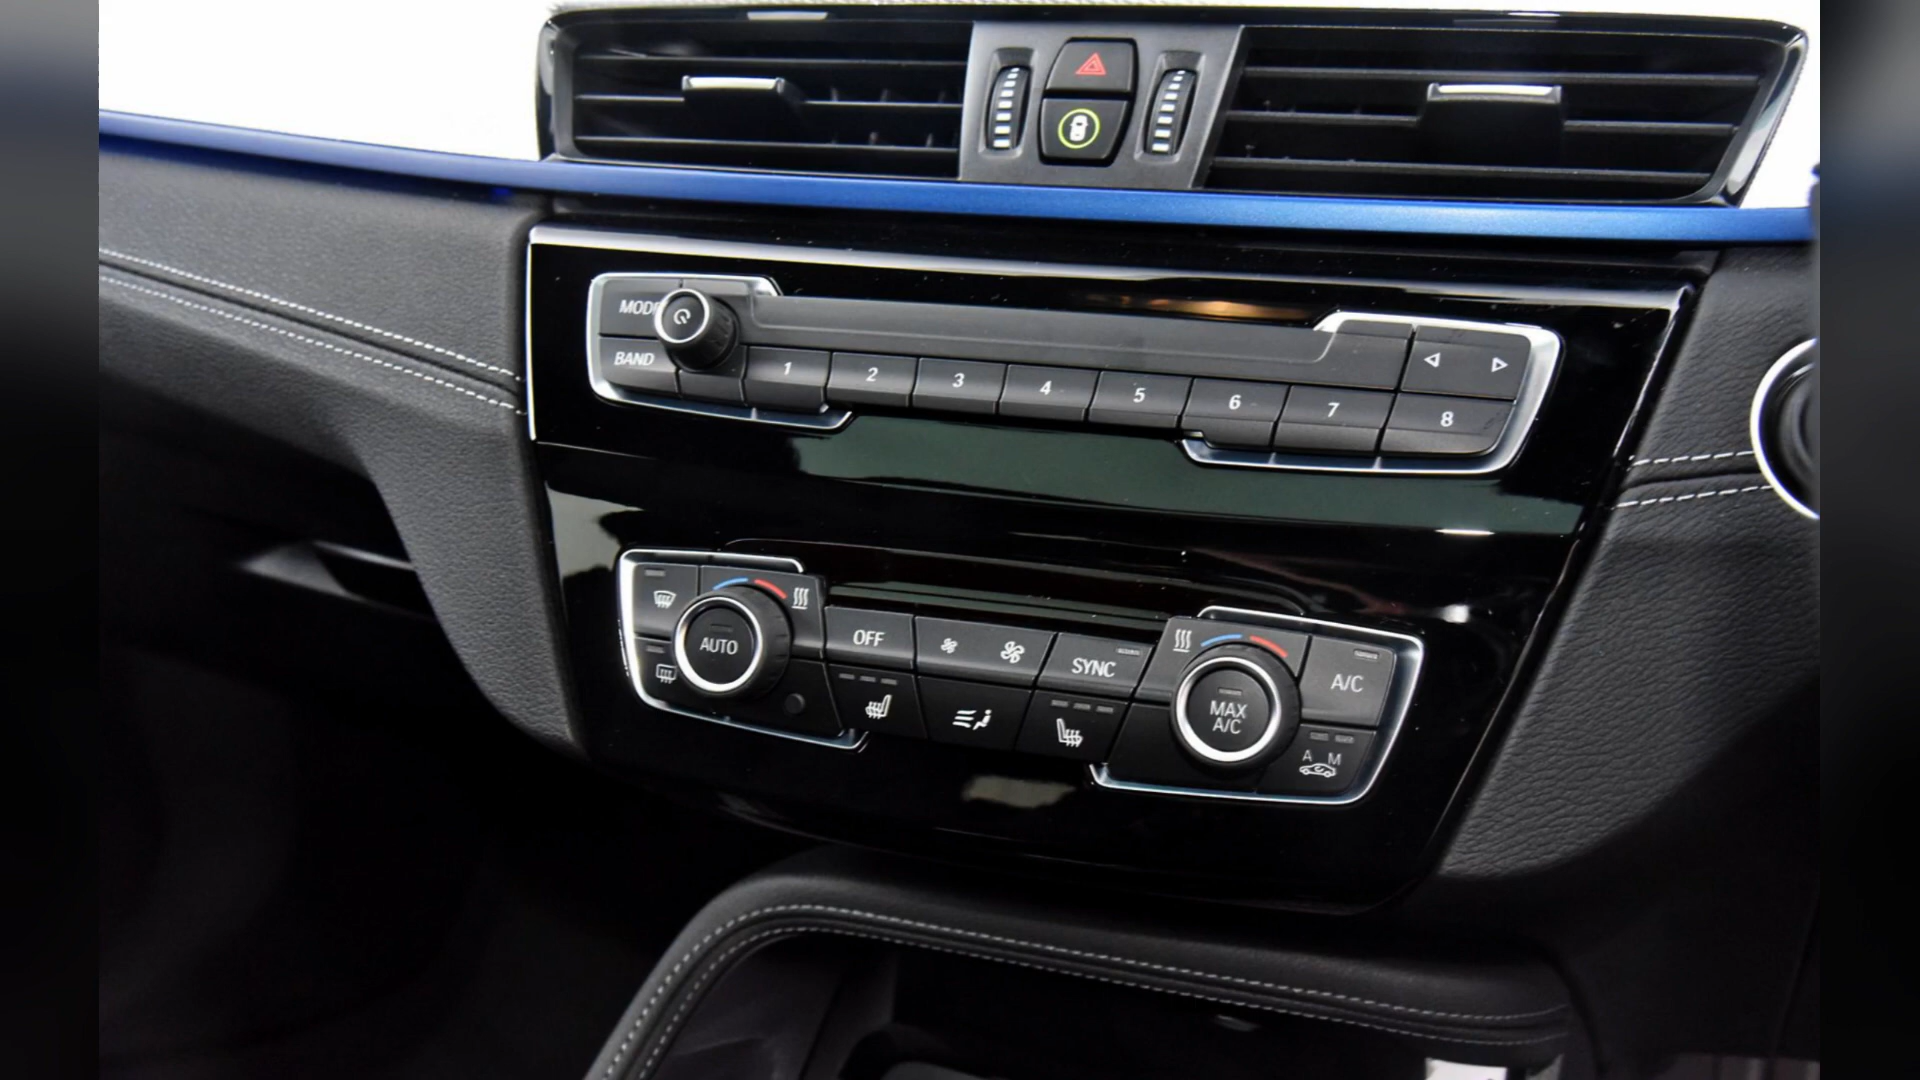 MODE
BAND
1 2 3 4 5 6 7 8
AUTO
OFF
SYNC
MAX
A/C
A/C
A M